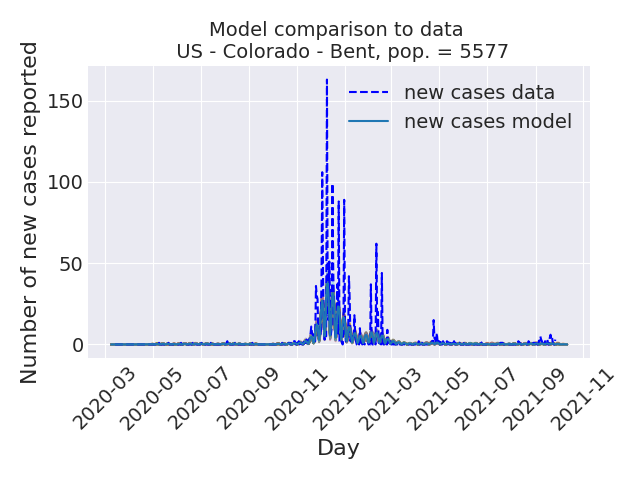 Model comparison to data
US - Colorado - Bent, pop. = 5577
Number of new cases reported
150
100
50
0
new cases data
new cases model
2020-03
2020-05
2020-07
2020-09
2020-11
2021-01
2021-03
2021-05
2021-07
2021-09
2021-11
Day